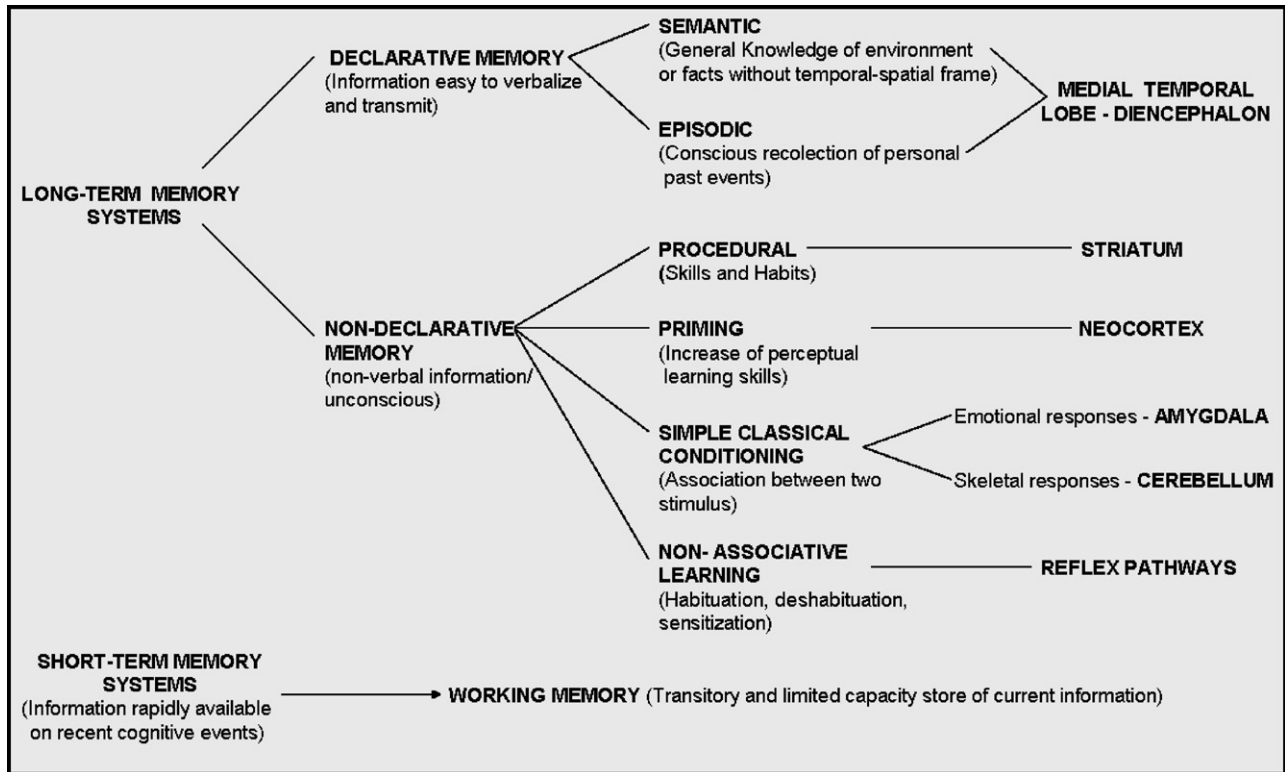 SEMANTIC
(General Knowledge of environment
or facts without temporal-spatial frame)
DECLARATIVE MEMORY
(Information easy to verbalize
and transmit)
MEDIAL TEMPORAL
LOBE - DIENCEPHALON
EPISODIC
(Conscious recolection of personal
past events)
LONG-TERM MEMORY
SYSTEMS
PROCEDURAL
(Skills and Habits)
STRIATUM
NON-DECLARATIVE
MEMORY
(non-verbal information/
unconscious)
PRIMING
(Increase of perceptual
learning skills)
NEOCORTEX
SIMPLE CLASSICAL
CONDITIONING
(Association between two
stimulus)
Emotional responses - AMYGDALA
Skeletal responses - CEREBELLUM
NON- ASSOCIATIVE
LEARNING
(Habituation, deshabituation,
sensitization)
REFLEX PATHWAYS
SHORT-TERM MEMORY
SYSTEMS
(Information rapidly available
on recent cognitive events)
WORKING MEMORY (Transitory and limited capacity store of current information)